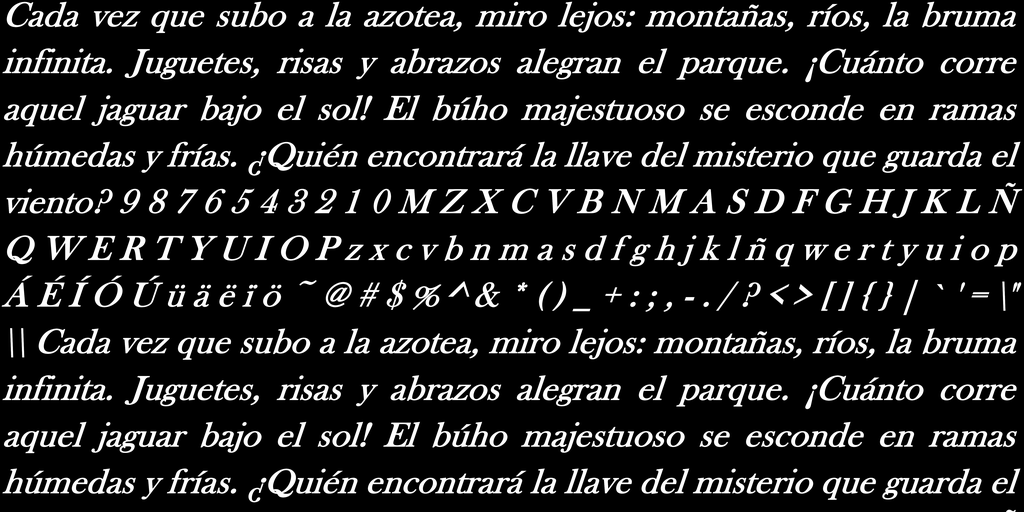 Cada vez que subo a la azotea, miro lejos: montañas, ríos, la bruma
infinita. Juguetes, risas y abrazos alegran el parque. ¡Cuánto corre
aquel jaguar bajo el sol! El búho majestuoso se esconde en ramas
húmedas y frías. ¿Quién encontrará la llave del misterio que guarda el
viento? 9 8 7 6 5 4 3 2 1 0 M Z X C V B N M A S D F G H J K L Ñ
Q W E R T Y U I O P z x c v b n m a s d f g h j k l ñ q w e r t y u i o p
Á É Í Ó Ú ü ä ë ï ö ~ @ # $ % ^ & * ( ) _ + : ; , - . / ? < > [ ] { } | ` ' = \"
\\ Cada vez que subo a la azotea, miro lejos: montañas, ríos, la bruma
infinita. Juguetes, risas y abrazos alegran el parque. ¡Cuánto corre
aquel jaguar bajo el sol! El búho majestuoso se esconde en ramas
húmedas y frías. ¿Quién encontrará la llave del misterio que guarda el